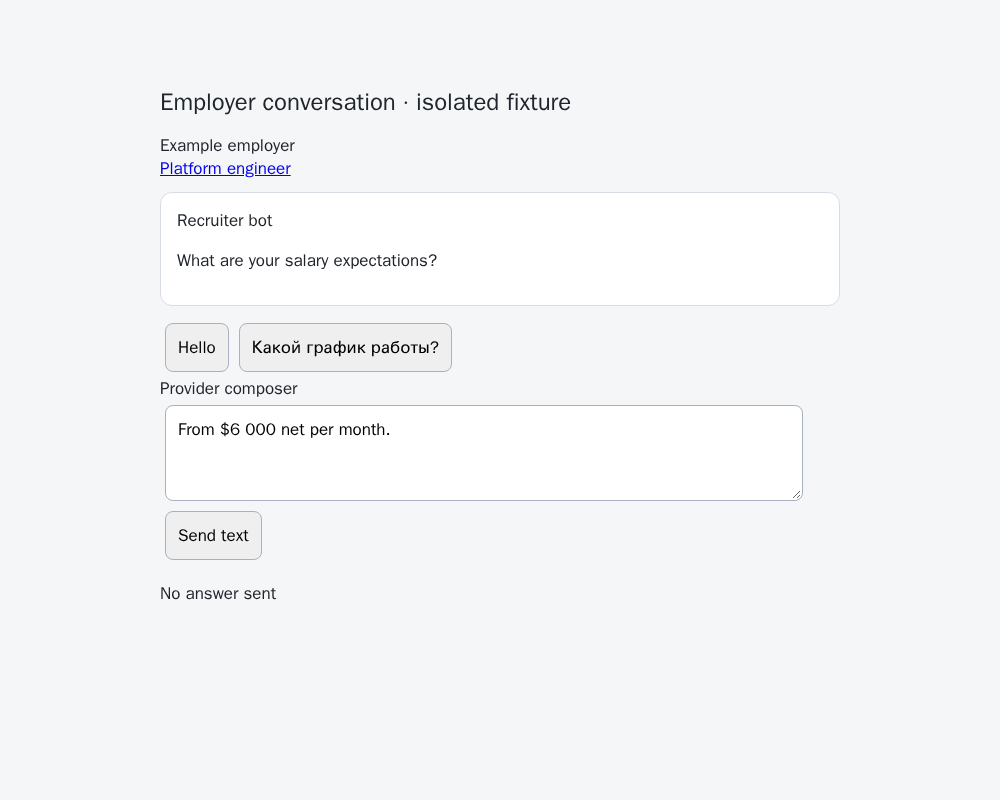 Employer conversation · isolated fixture
Example employer
Platform engineer
Recruiter bot
What are your salary expectations?
Hello
Какой график работы?
Provider composer
From $6 000 net per month.
Send text
No answer sent